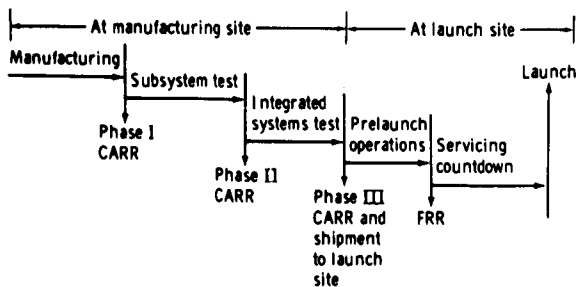 At manufacturing site
At launch site
Manufacturing
Subsystem test
Integrated
systems test
Prelaunch
operations
Servicing
countdown
Launch
Phase I
CARR
Phase II
CARR
Phase III
CARR and
shipment
to launch
site
FRR